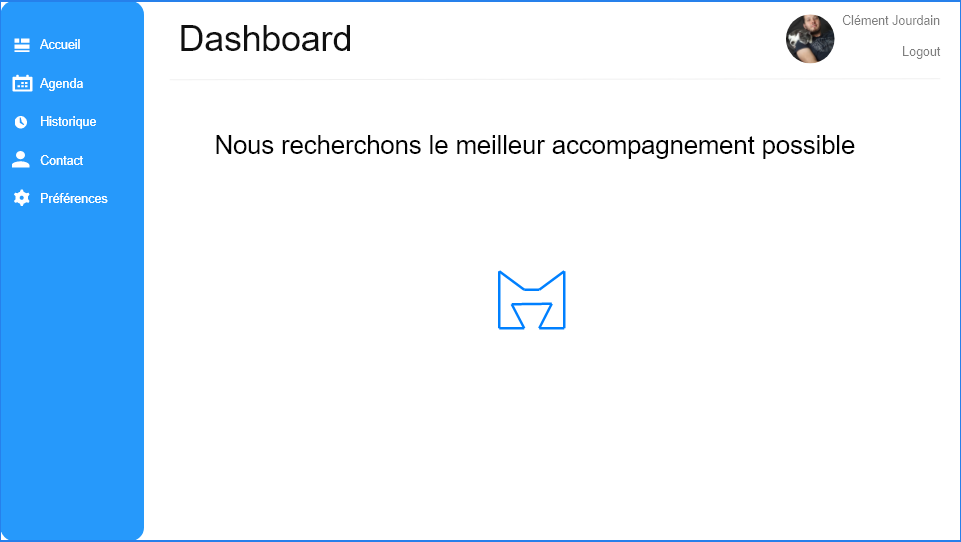 Dashboard
Clément Jourdain
Logout
Accueil
Agenda
Historique
Contact
Préférences
Nous recherchons le meilleur accompagnement possible